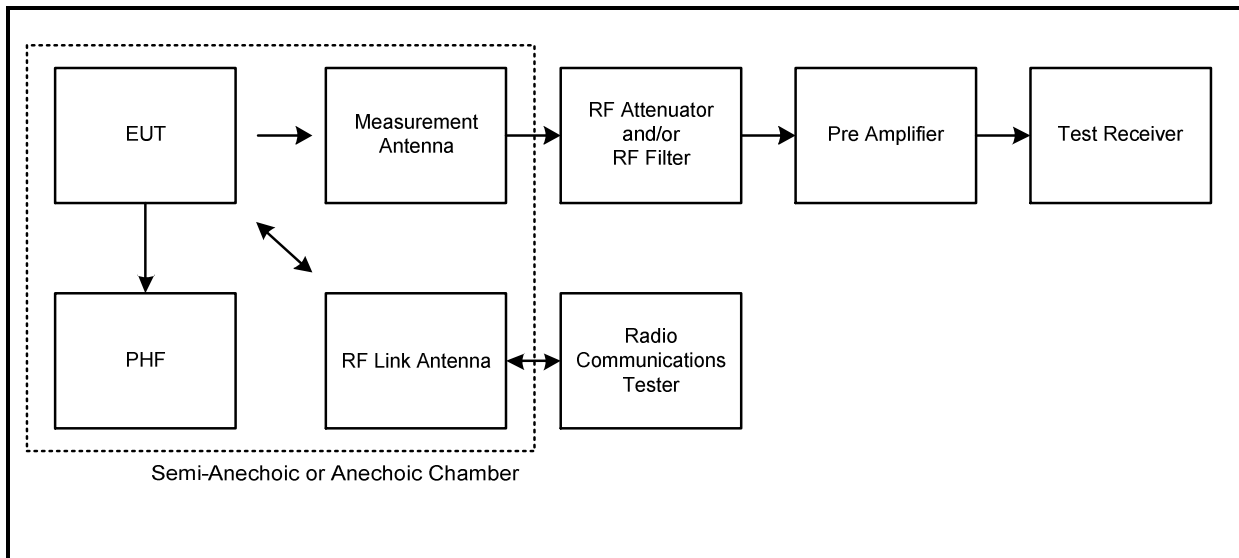 EUT
Measurement
Antenna
RF Attenuator
and/or
RF Filter
Pre Amplifier
Test Receiver
PHF
RF Link Antenna
Radio
Communications
Tester
Semi-Anechoic or Anechoic Chamber